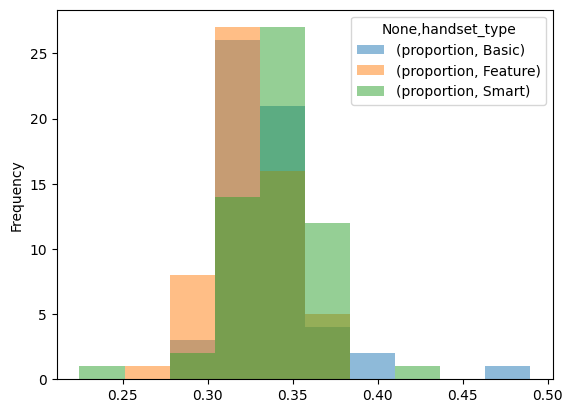 None,handset_type
(proportion, Basic)
(proportion, Feature)
(proportion, Smart)
Frequency
25
20
15
10
5
0
0.25 0.30 0.35 0.40 0.45 0.50